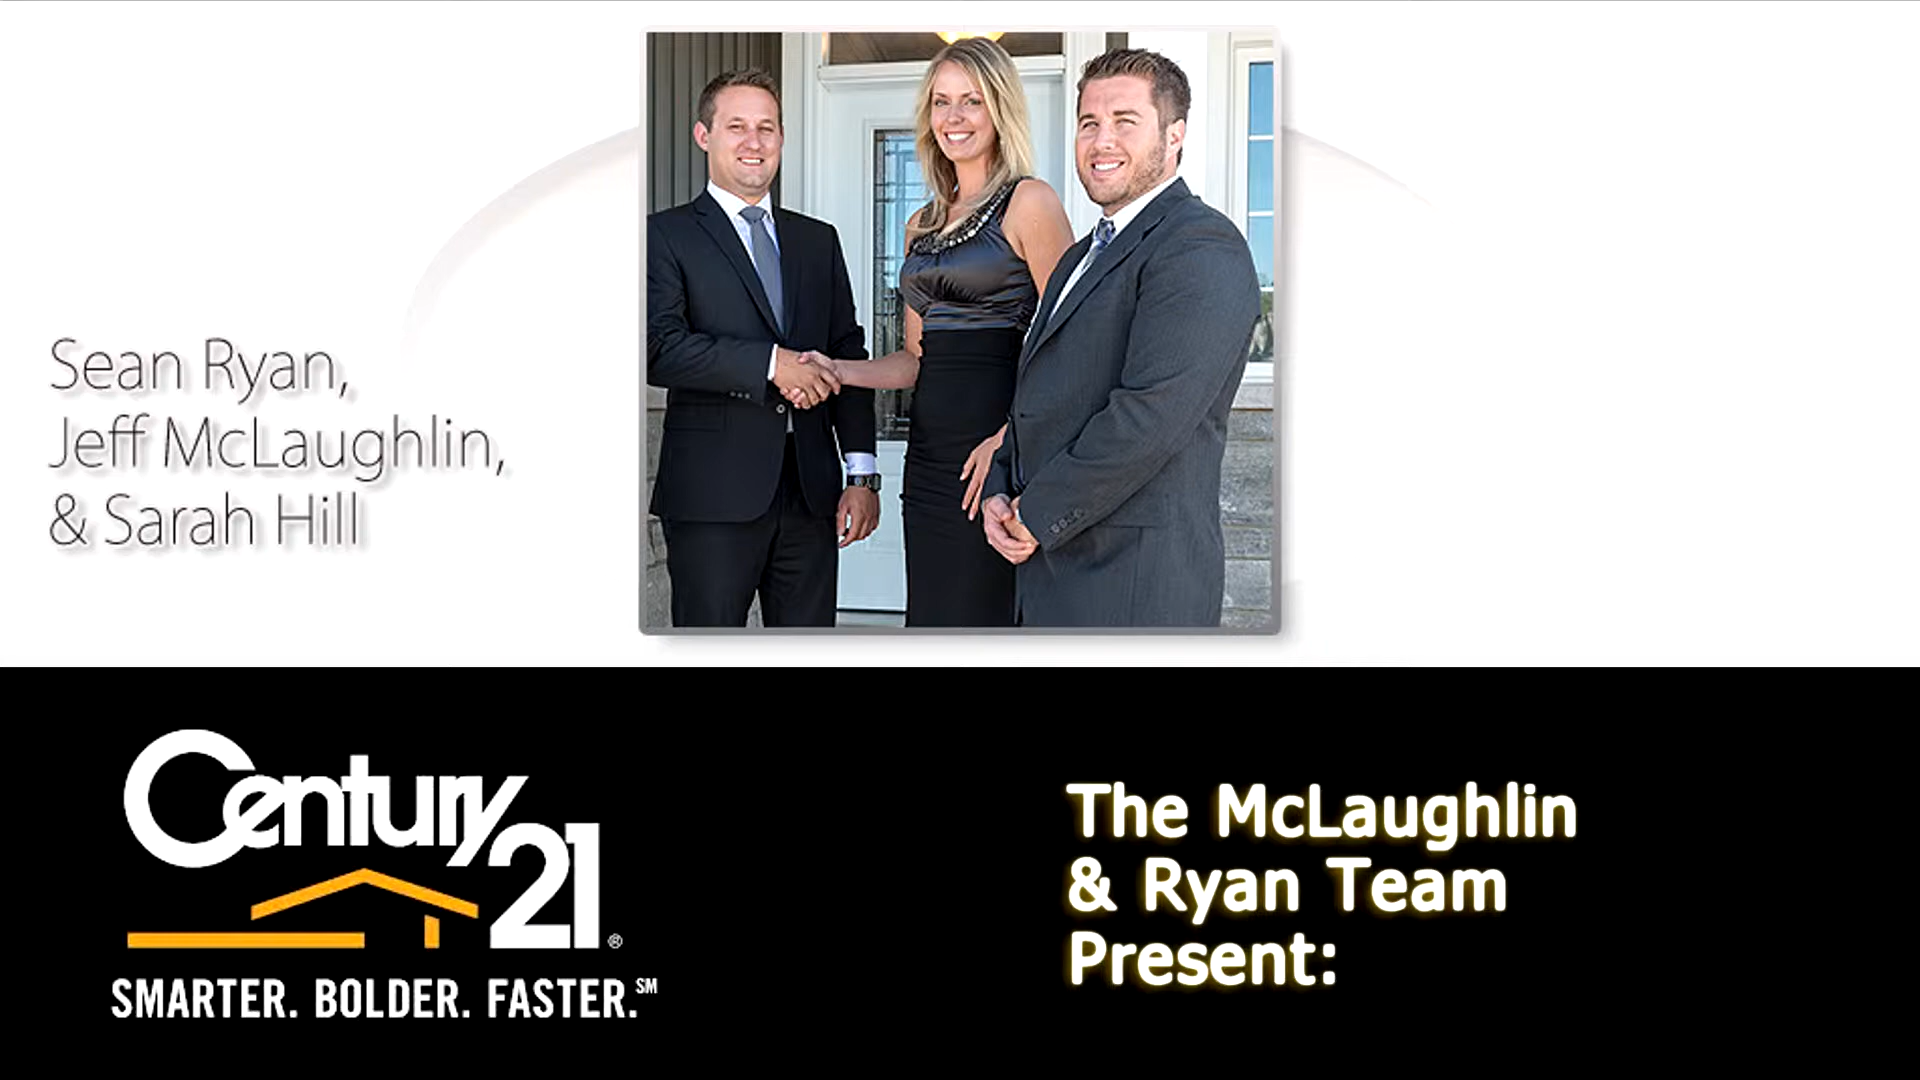 Sean Ryan,
Jeff McLaughlin,
& Sarah Hill
Century 21®
SMARTER. BOLDER. FASTER.℠
The McLaughlin
& Ryan Team
Present: